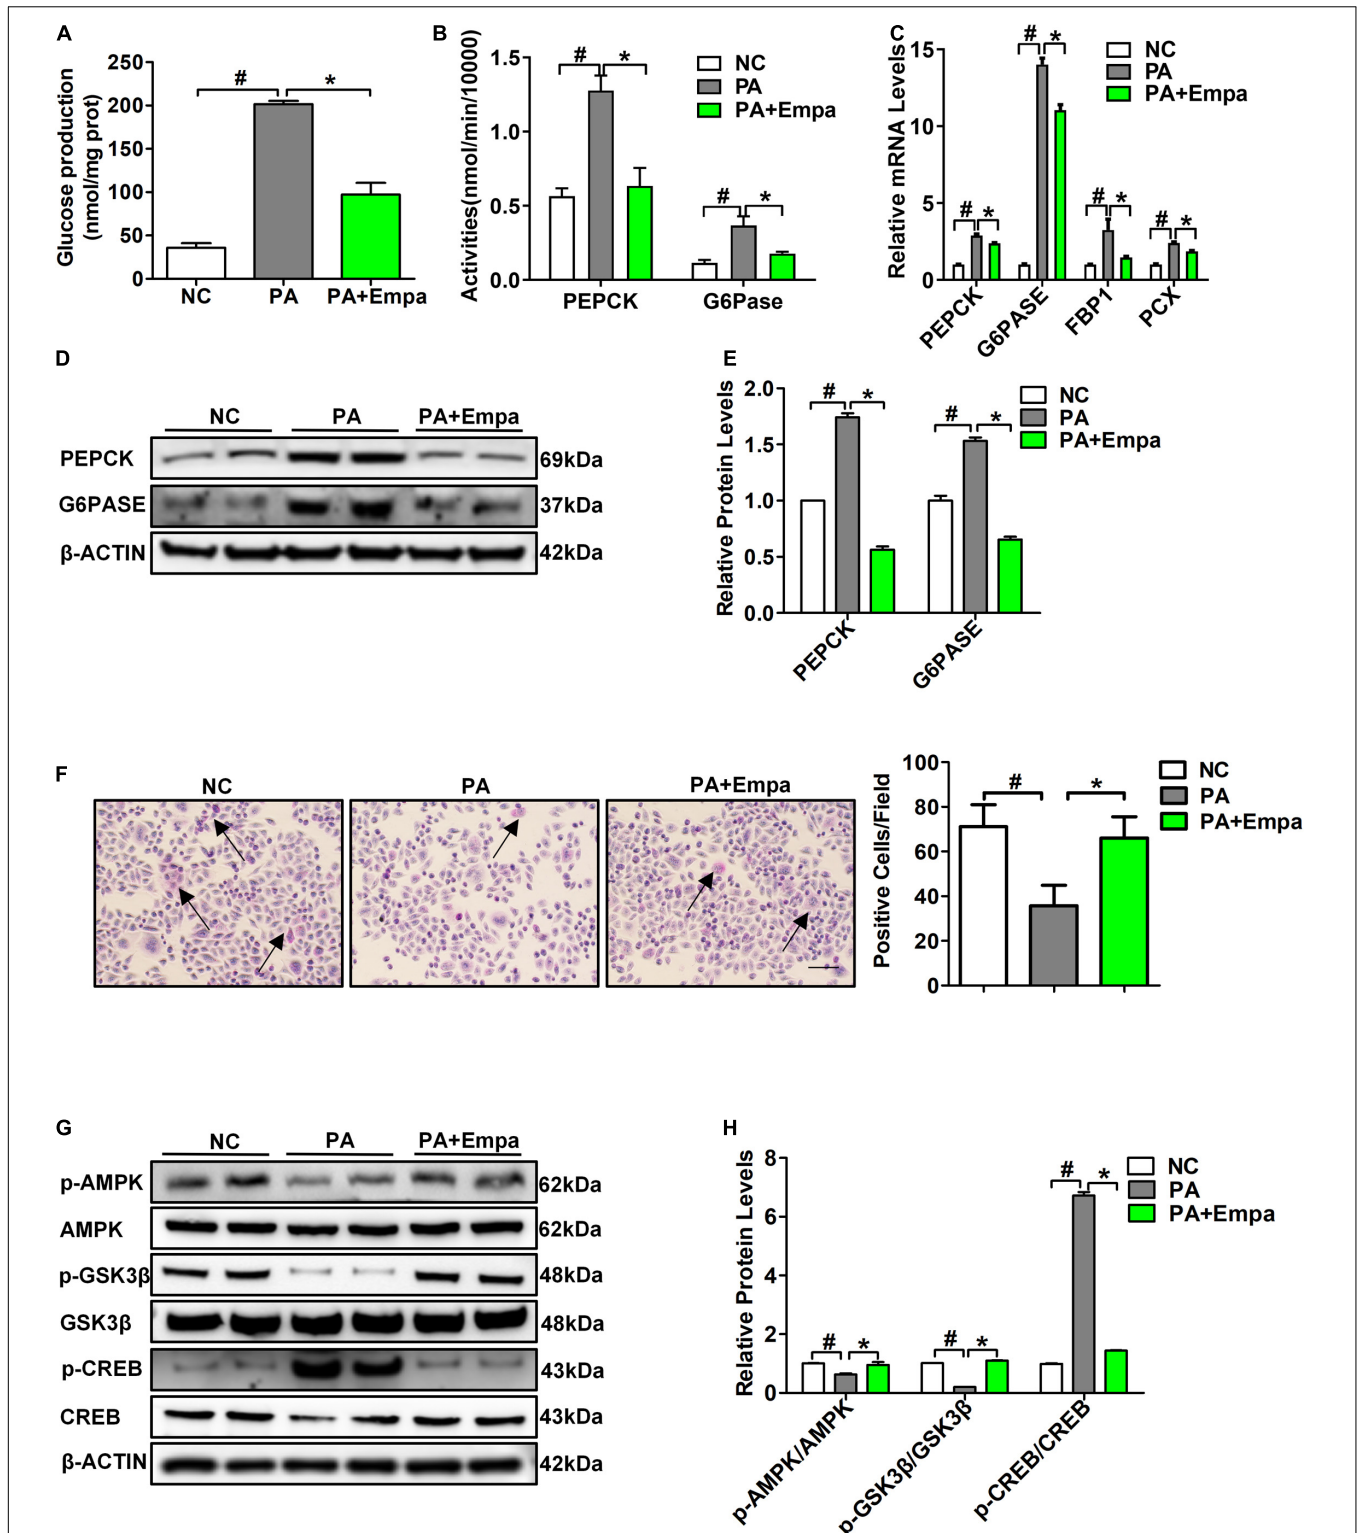 A
Glucose production
(nmol/mg prot)
250
200
150
100
50
0
#
*
NC
PA
PA+Empa
B
Activities(nmol/min/10000)
1.5
1.0
0.5
0.0
# *
# *
PEPCK
G6Pase
NC
PA
PA+Empa
C
Relative mRNA Levels
15
10
5
0
# *
# *
# *
# *
PEPCK
G6PASE
FBP1
PCX
NC
PA
PA+Empa
D
NC PA PA+Empa
PEPCK 69kDa
G6PASE 37kDa
β-ACTIN 42kDa
E
Relative Protein Levels
2.0
1.5
1.0
0.5
0.0
# *
# *
PEPCK
G6PASE
NC
PA
PA+Empa
F
NC
PA
PA+Empa
Positive Cells/Field
100
80
60
40
20
0
# *
NC
PA
PA+Empa
G
NC PA PA+Empa
p-AMPK 62kDa
AMPK 62kDa
p-GSK3β 48kDa
GSK3β 48kDa
p-CREB 43kDa
CREB 43kDa
β-ACTIN 42kDa
H
Relative Protein Levels
8
6
4
2
0
# *
# *
# *
p-AMPK/AMPK
p-GSK3β/GSK3β
p-CREB/CREB
NC
PA
PA+Empa